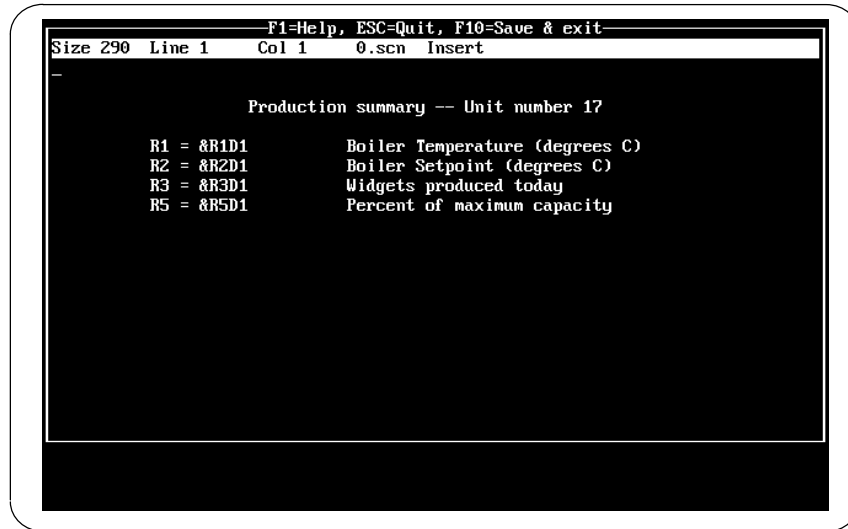 F1=Help, ESC=Quit, F10=Save & exit
Size 290 Line 1 Col 1 0.scn Insert
Production summary -- Unit number 17
R1 = &R1D1 Boiler Temperature (degrees C)
R2 = &R2D1 Boiler Setpoint (degrees C)
R3 = &R3D1 Widgets produced today
R5 = &R5D1 Percent of maximum capacity